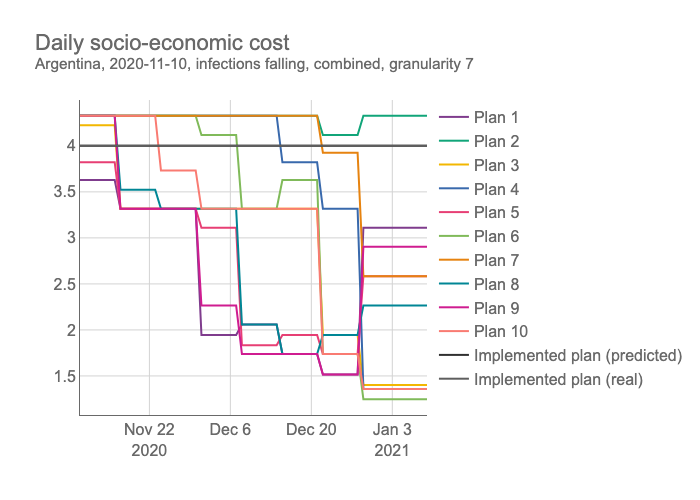 Daily socio-economic cost
Argentina, 2020-11-10, infections falling, combined, granularity 7
4
3.5
3
2.5
2
1.5
Nov 22
2020
Dec 6
Dec 20
Jan 3
2021
Plan 1
Plan 2
Plan 3
Plan 4
Plan 5
Plan 6
Plan 7
Plan 8
Plan 9
Plan 10
Implemented plan (predicted)
Implemented plan (real)